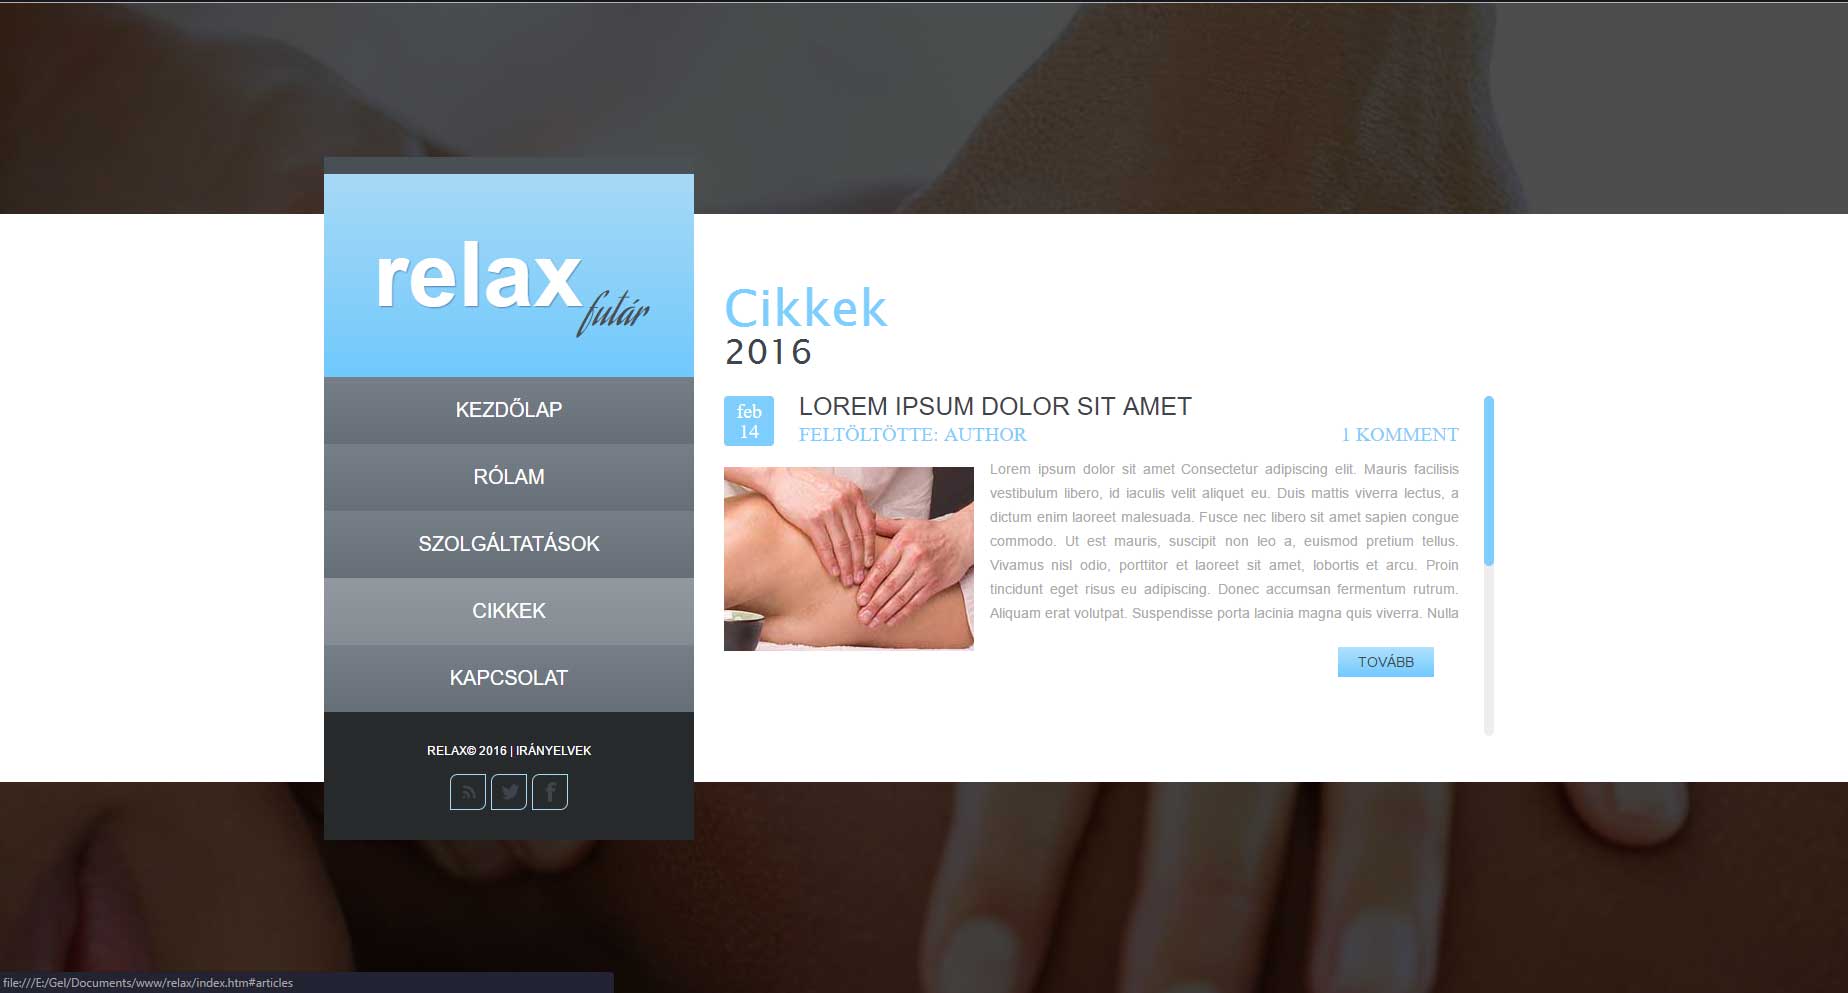 relax
futár
KEZDŐLAP
RÓLAM
SZOLGÁLTATÁSOK
CIKKEK
KAPCSOLAT
RELAX© 2016 | IRÁNYELVEK
Cikkek
2016
feb
14
LOREM IPSUM DOLOR SIT AMET
FELTÖLTÖTTE: AUTHOR
1 KOMMENT
Lorem ipsum dolor sit amet Consectetur adipiscing elit. Mauris facilisis
vestibulum libero, id iaculis velit aliquet eu. Duis mattis viverra lectus, a
dictum enim laoreet malesuada. Fusce nec libero sit amet sapien congue
commodo. Ut est mauris, suscipit non leo a, euismod pretium tellus.
Vivamus nisl odio, porttitor et laoreet sit amet, lobortis et arcu. Proin
tincidunt eget risus eu adipiscing. Donec accumsan fermentum rutrum.
Aliquam erat volutpat. Suspendisse porta lacinia magna quis viverra. Nulla
TOVÁBB
file:///E:/Gel/Documents/www/relax/index.htm#articles